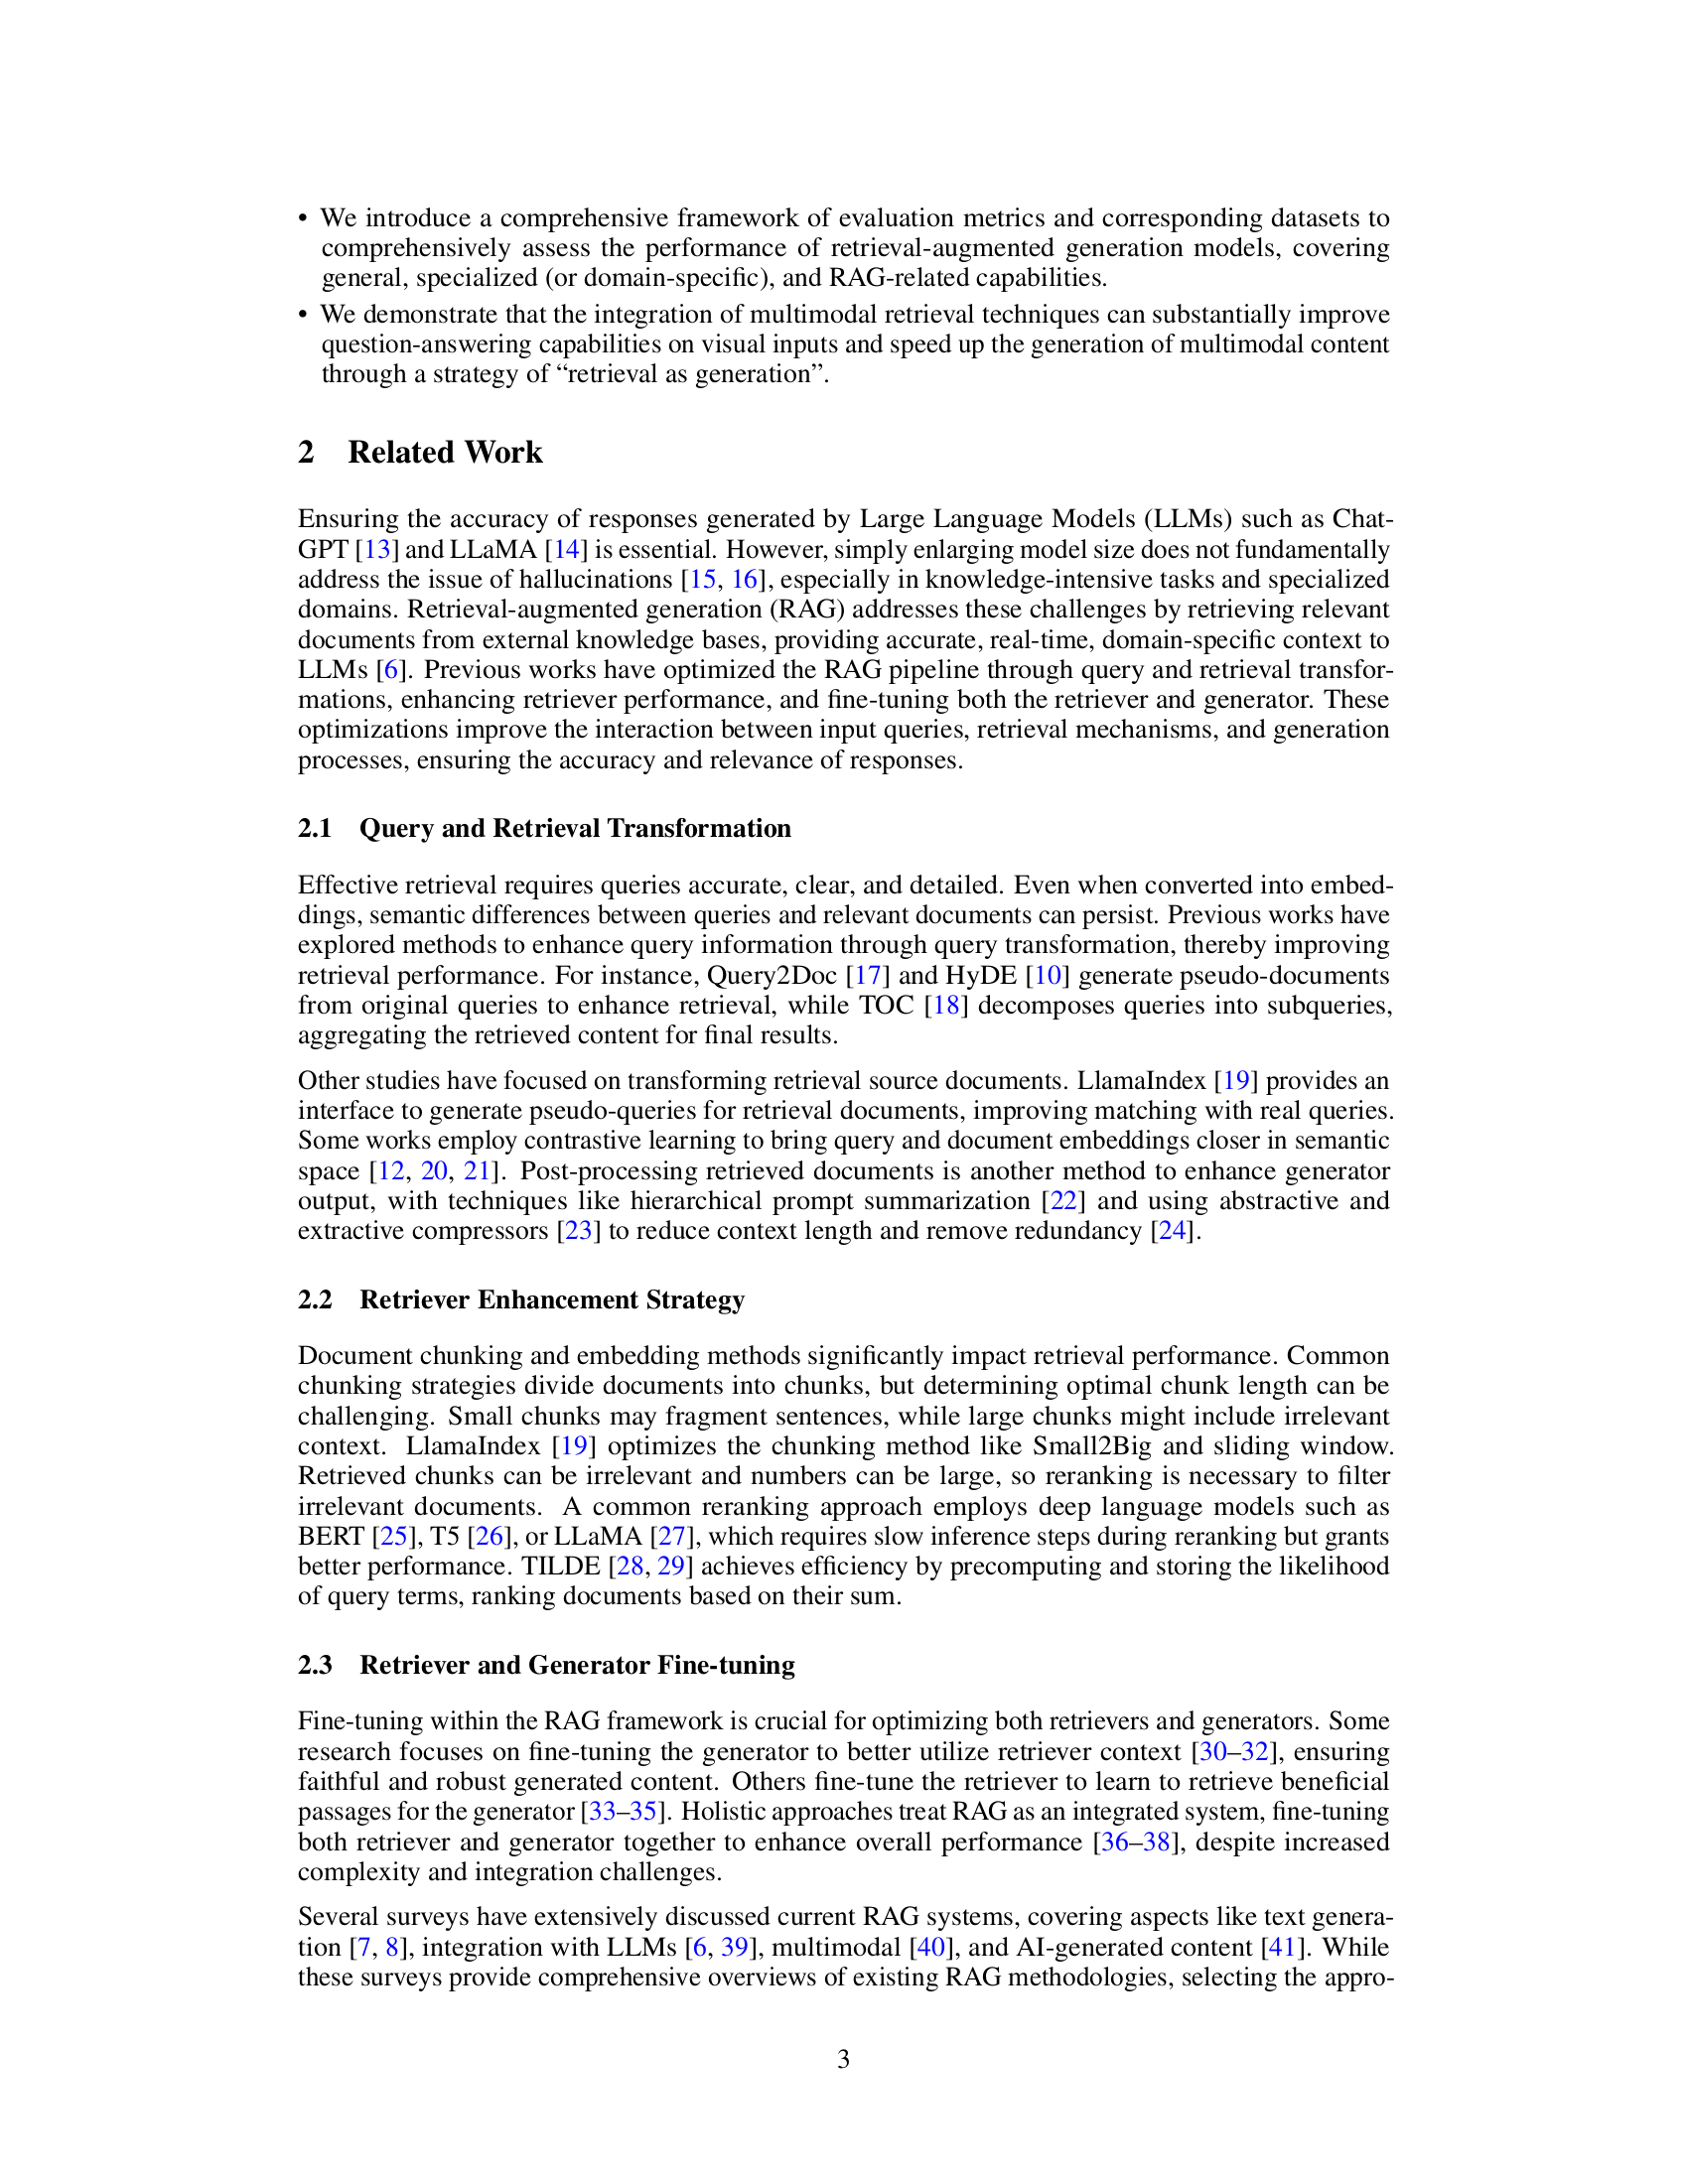 • We introduce a comprehensive framework of evaluation metrics and corresponding datasets to
comprehensively assess the performance of retrieval-augmented generation models, covering
general, specialized (or domain-specific), and RAG-related capabilities.
• We demonstrate that the integration of multimodal retrieval techniques can substantially improve
question-answering capabilities on visual inputs and speed up the generation of multimodal content
through a strategy of “retrieval as generation”.
2 Related Work
Ensuring the accuracy of responses generated by Large Language Models (LLMs) such as Chat-
GPT [13] and LLaMA [14] is essential. However, simply enlarging model size does not fundamentally
address the issue of hallucinations [15, 16], especially in knowledge-intensive tasks and specialized
domains. Retrieval-augmented generation (RAG) addresses these challenges by retrieving relevant
documents from external knowledge bases, providing accurate, real-time, domain-specific context to
LLMs [6]. Previous works have optimized the RAG pipeline through query and retrieval transfor-
mations, enhancing retriever performance, and fine-tuning both the retriever and generator. These
optimizations improve the interaction between input queries, retrieval mechanisms, and generation
processes, ensuring the accuracy and relevance of responses.
2.1 Query and Retrieval Transformation
Effective retrieval requires queries accurate, clear, and detailed. Even when converted into embed-
dings, semantic differences between queries and relevant documents can persist. Previous works have
explored methods to enhance query information through query transformation, thereby improving
retrieval performance. For instance, Query2Doc [17] and HyDE [10] generate pseudo-documents
from original queries to enhance retrieval, while TOC [18] decomposes queries into subqueries,
aggregating the retrieved content for final results.
Other studies have focused on transforming retrieval source documents. LlamaIndex [19] provides an
interface to generate pseudo-queries for retrieval documents, improving matching with real queries.
Some works employ contrastive learning to bring query and document embeddings closer in semantic
space [12, 20, 21]. Post-processing retrieved documents is another method to enhance generator
output, with techniques like hierarchical prompt summarization [22] and using abstractive and
extractive compressors [23] to reduce context length and remove redundancy [24].
2.2 Retriever Enhancement Strategy
Document chunking and embedding methods significantly impact retrieval performance. Common
chunking strategies divide documents into chunks, but determining optimal chunk length can be
challenging. Small chunks may fragment sentences, while large chunks might include irrelevant
context. LlamaIndex [19] optimizes the chunking method like Small2Big and sliding window.
Retrieved chunks can be irrelevant and numbers can be large, so reranking is necessary to filter
irrelevant documents. A common reranking approach employs deep language models such as
BERT [25], T5 [26], or LLaMA [27], which requires slow inference steps during reranking but grants
better performance. TILDE [28, 29] achieves efficiency by precomputing and storing the likelihood
of query terms, ranking documents based on their sum.
2.3 Retriever and Generator Fine-tuning
Fine-tuning within the RAG framework is crucial for optimizing both retrievers and generators. Some
research focuses on fine-tuning the generator to better utilize retriever context [30–32], ensuring
faithful and robust generated content. Others fine-tune the retriever to learn to retrieve beneficial
passages for the generator [33–35]. Holistic approaches treat RAG as an integrated system, fine-tuning
both retriever and generator together to enhance overall performance [36–38], despite increased
complexity and integration challenges.
Several surveys have extensively discussed current RAG systems, covering aspects like text genera-
tion [7, 8], integration with LLMs [6, 39], multimodal [40], and AI-generated content [41]. While
these surveys provide comprehensive overviews of existing RAG methodologies, selecting the appro-
3